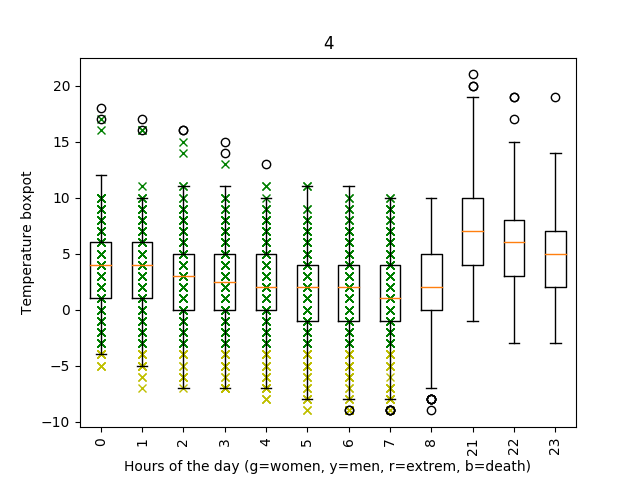 4
Temperature boxpot
20
15
10
5
0
−5
−10
0 1 2 3 4 5 6 7 8 21 22 23
Hours of the day (g=women, y=men, r=extrem, b=death)